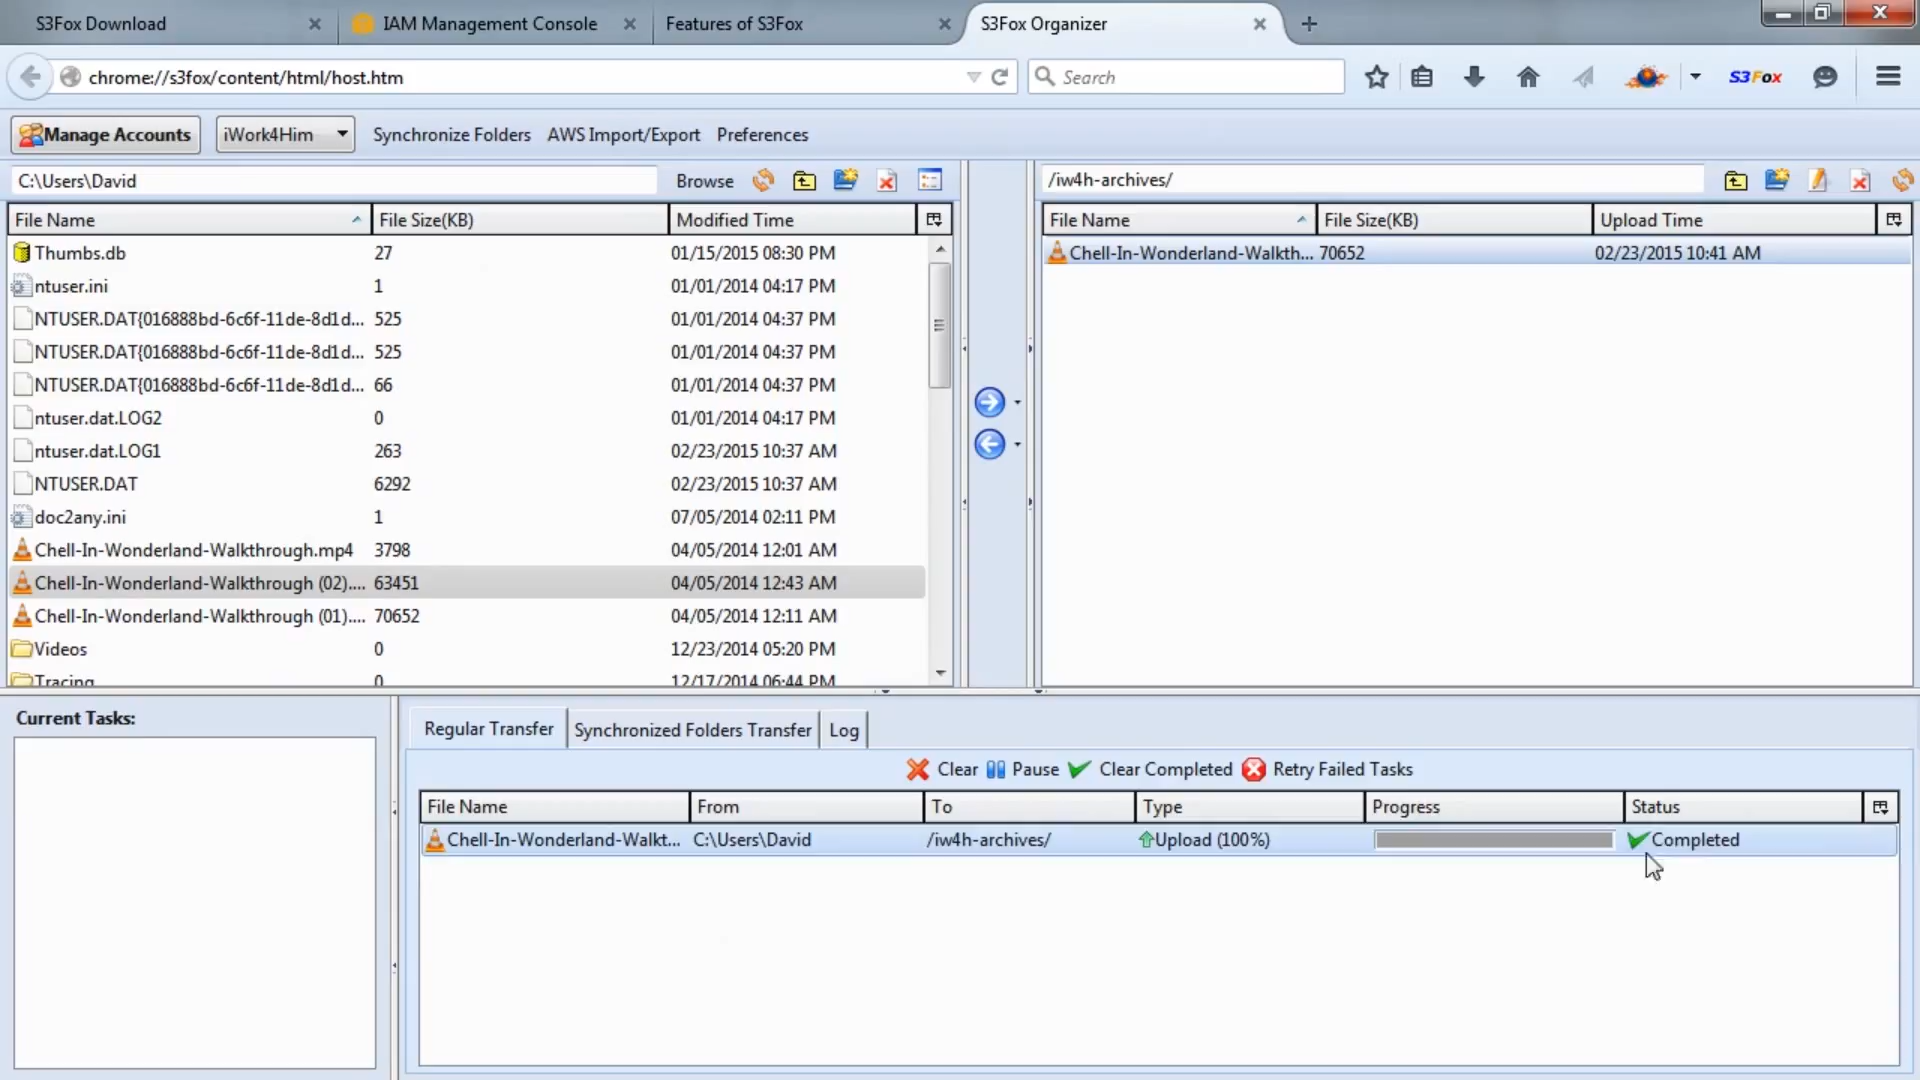 S3Fox Download
IAM Management Console
Features of S3Fox
S3Fox Organizer
chrome://s3fox/content/html/host.htm
Search
S3Fox
Manage Accounts
iWork4Him
Synchronize Folders
AWS Import/Export
Preferences
C:\Users\David
Browse
/iw4h-archives/
File Name File Size(KB) Modified Time
Thumbs.db 27 01/15/2015 08:30 PM
ntuser.ini 1 01/01/2014 04:17 PM
NTUSER.DAT{016888bd-6c6f-11de-8d1d... 525 01/01/2014 04:37 PM
NTUSER.DAT{016888bd-6c6f-11de-8d1d... 525 01/01/2014 04:37 PM
NTUSER.DAT{016888bd-6c6f-11de-8d1d... 66 01/01/2014 04:37 PM
ntuser.dat.LOG2 0 01/01/2014 04:17 PM
ntuser.dat.LOG1 263 02/23/2015 10:37 AM
NTUSER.DAT 6292 02/23/2015 10:37 AM
doc2any.ini 1 07/05/2014 02:11 PM
Chell-In-Wonderland-Walkthrough.mp4 3798 04/05/2014 12:01 AM
Chell-In-Wonderland-Walkthrough (02).... 63451 04/05/2014 12:43 AM
Chell-In-Wonderland-Walkthrough (01).... 70652 04/05/2014 12:11 AM
Videos 0 12/23/2014 05:20 PM
Tracing 0 12/17/2014 06:44 PM
File Name File Size(KB) Upload Time
Chell-In-Wonderland-Walkth... 70652 02/23/2015 10:41 AM
Current Tasks:
Regular Transfer
Synchronized Folders Transfer
Log
Clear
Pause
Clear Completed
Retry Failed Tasks
File Name From To Type Progress Status
Chell-In-Wonderland-Walkt... C:\Users\David /iw4h-archives/ Upload (100%) Completed